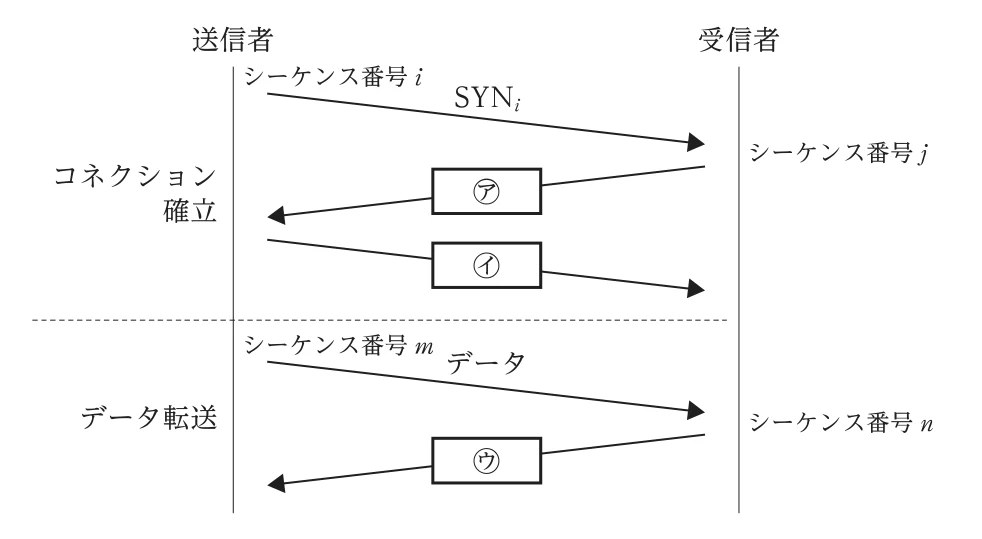 送信者
受信者
シーケンス番号 i
SYNi
シーケンス番号 j
コネクション
確立
㋐
㋑
シーケンス番号 m
データ
データ転送
シーケンス番号 n
㋒